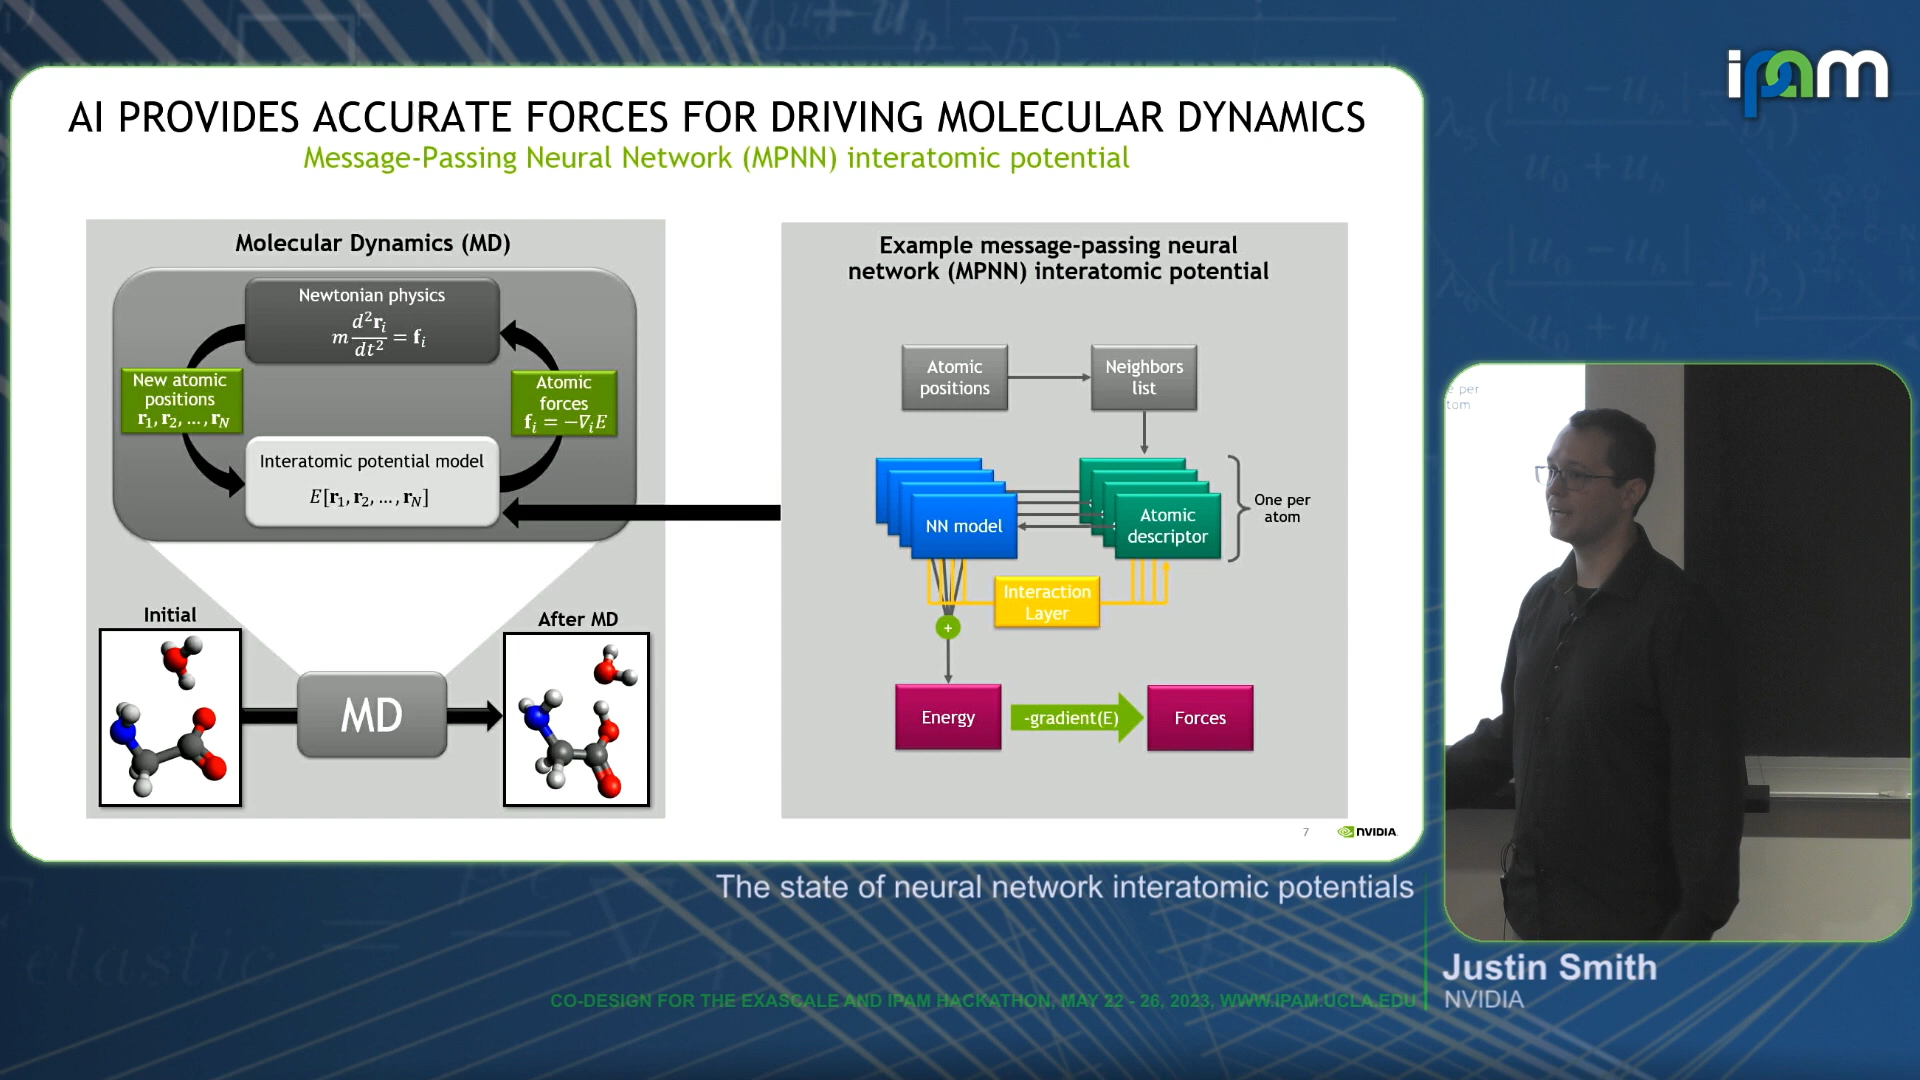 ipam
AI PROVIDES ACCURATE FORCES FOR DRIVING MOLECULAR DYNAMICS
Message-Passing Neural Network (MPNN) interatomic potential
Molecular Dynamics (MD)
Newtonian physics
m d²rᵢ/dt² = fᵢ
New atomic
positions
r₁, r₂, …, r_N
Atomic
forces
fᵢ = −∇ᵢE
Interatomic potential model
E[r₁, r₂, …, r_N]
Initial
After MD
MD
Example message-passing neural
network (MPNN) interatomic potential
Atomic
positions
Neighbors
list
NN model
Atomic
descriptor
One per
atom
Interaction
Layer
+
Energy
-gradient(E)
Forces
7
NVIDIA
e per
tom
The state of neural network interatomic potentials
Justin Smith
NVIDIA
CO-DESIGN FOR THE EXASCALE AND IPAM HACKATHON, MAY 22 - 26, 2023, WWW.IPAM.UCLA.EDU
elastic